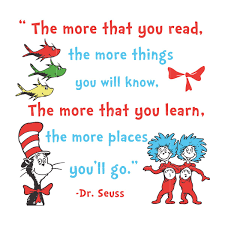 “ The more that you read,
the more things
you will know.
The more that you learn,
the more places
you'll go.”
-Dr. Seuss